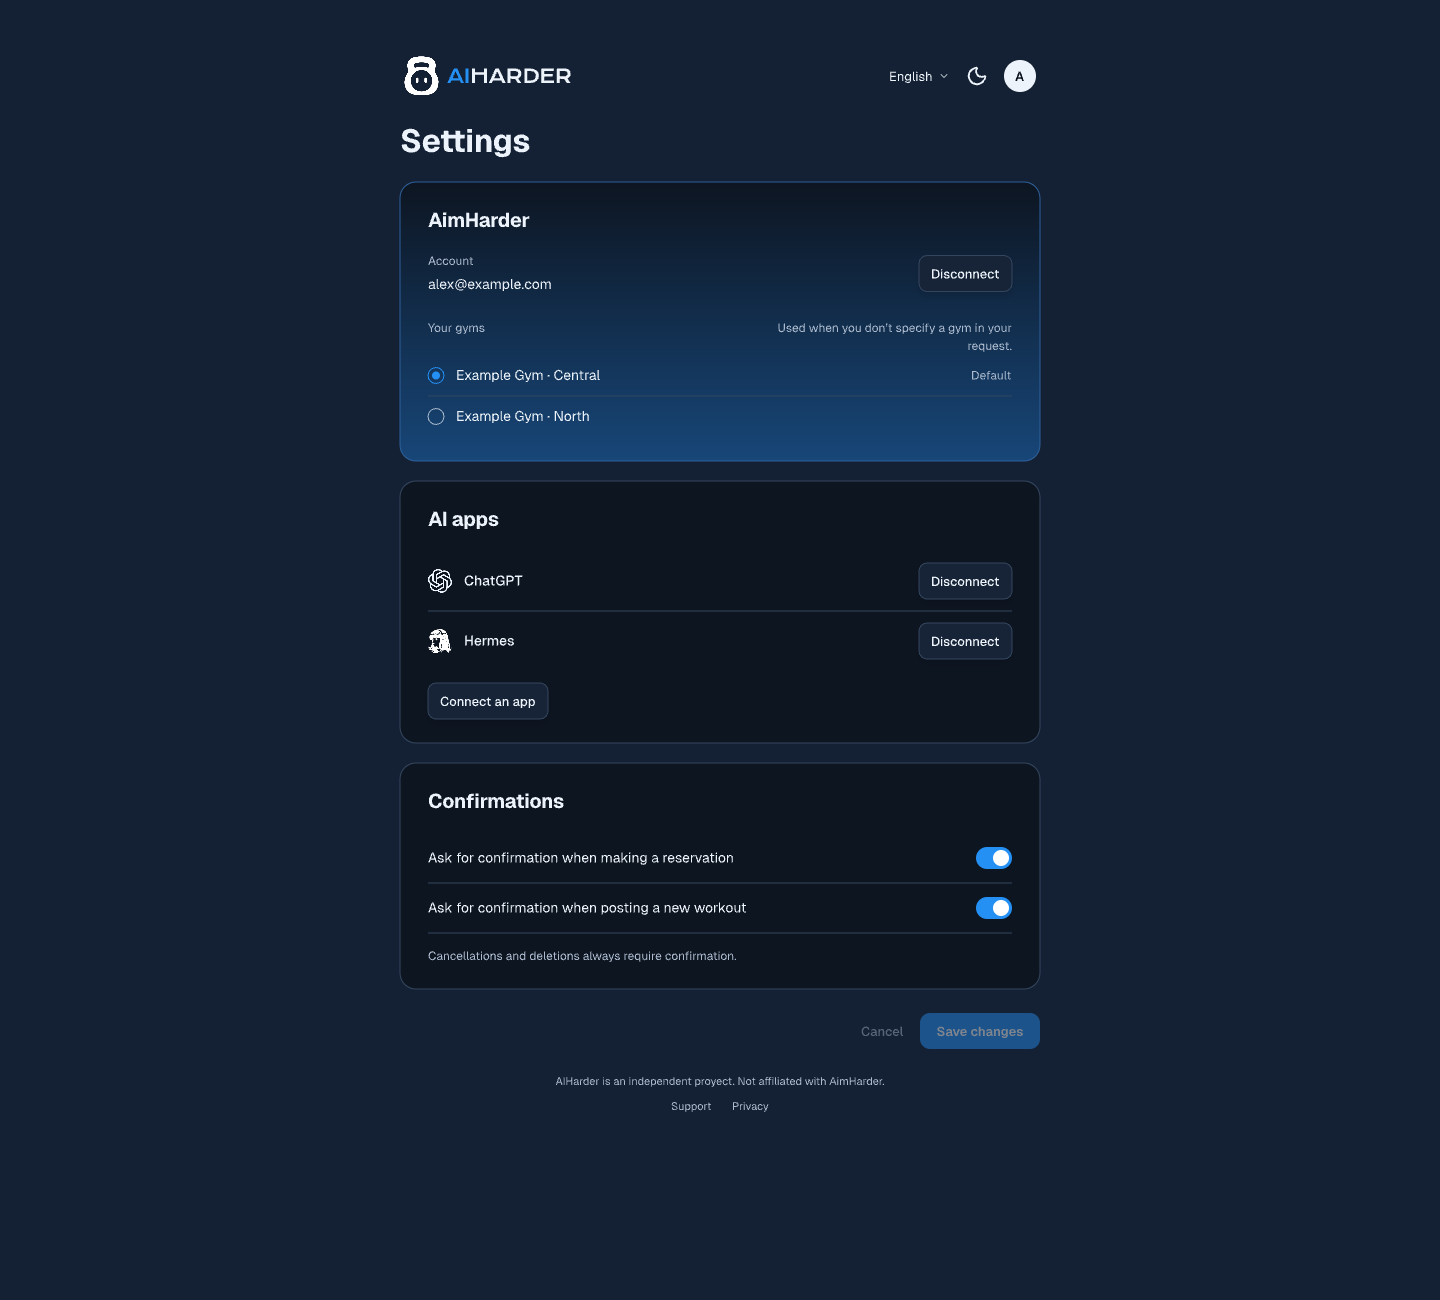 AIHARDER
English
A
Settings
AimHarder
Account
alex@example.com
Disconnect
Your gyms
Used when you don’t specify a gym in your
request.
Example Gym · Central
Default
Example Gym · North
AI apps
ChatGPT
Disconnect
Hermes
Disconnect
Connect an app
Confirmations
Ask for confirmation when making a reservation
Ask for confirmation when posting a new workout
Cancellations and deletions always require confirmation.
Cancel
Save changes
AIHarder is an independent proyect. Not affiliated with AimHarder.
Support
Privacy